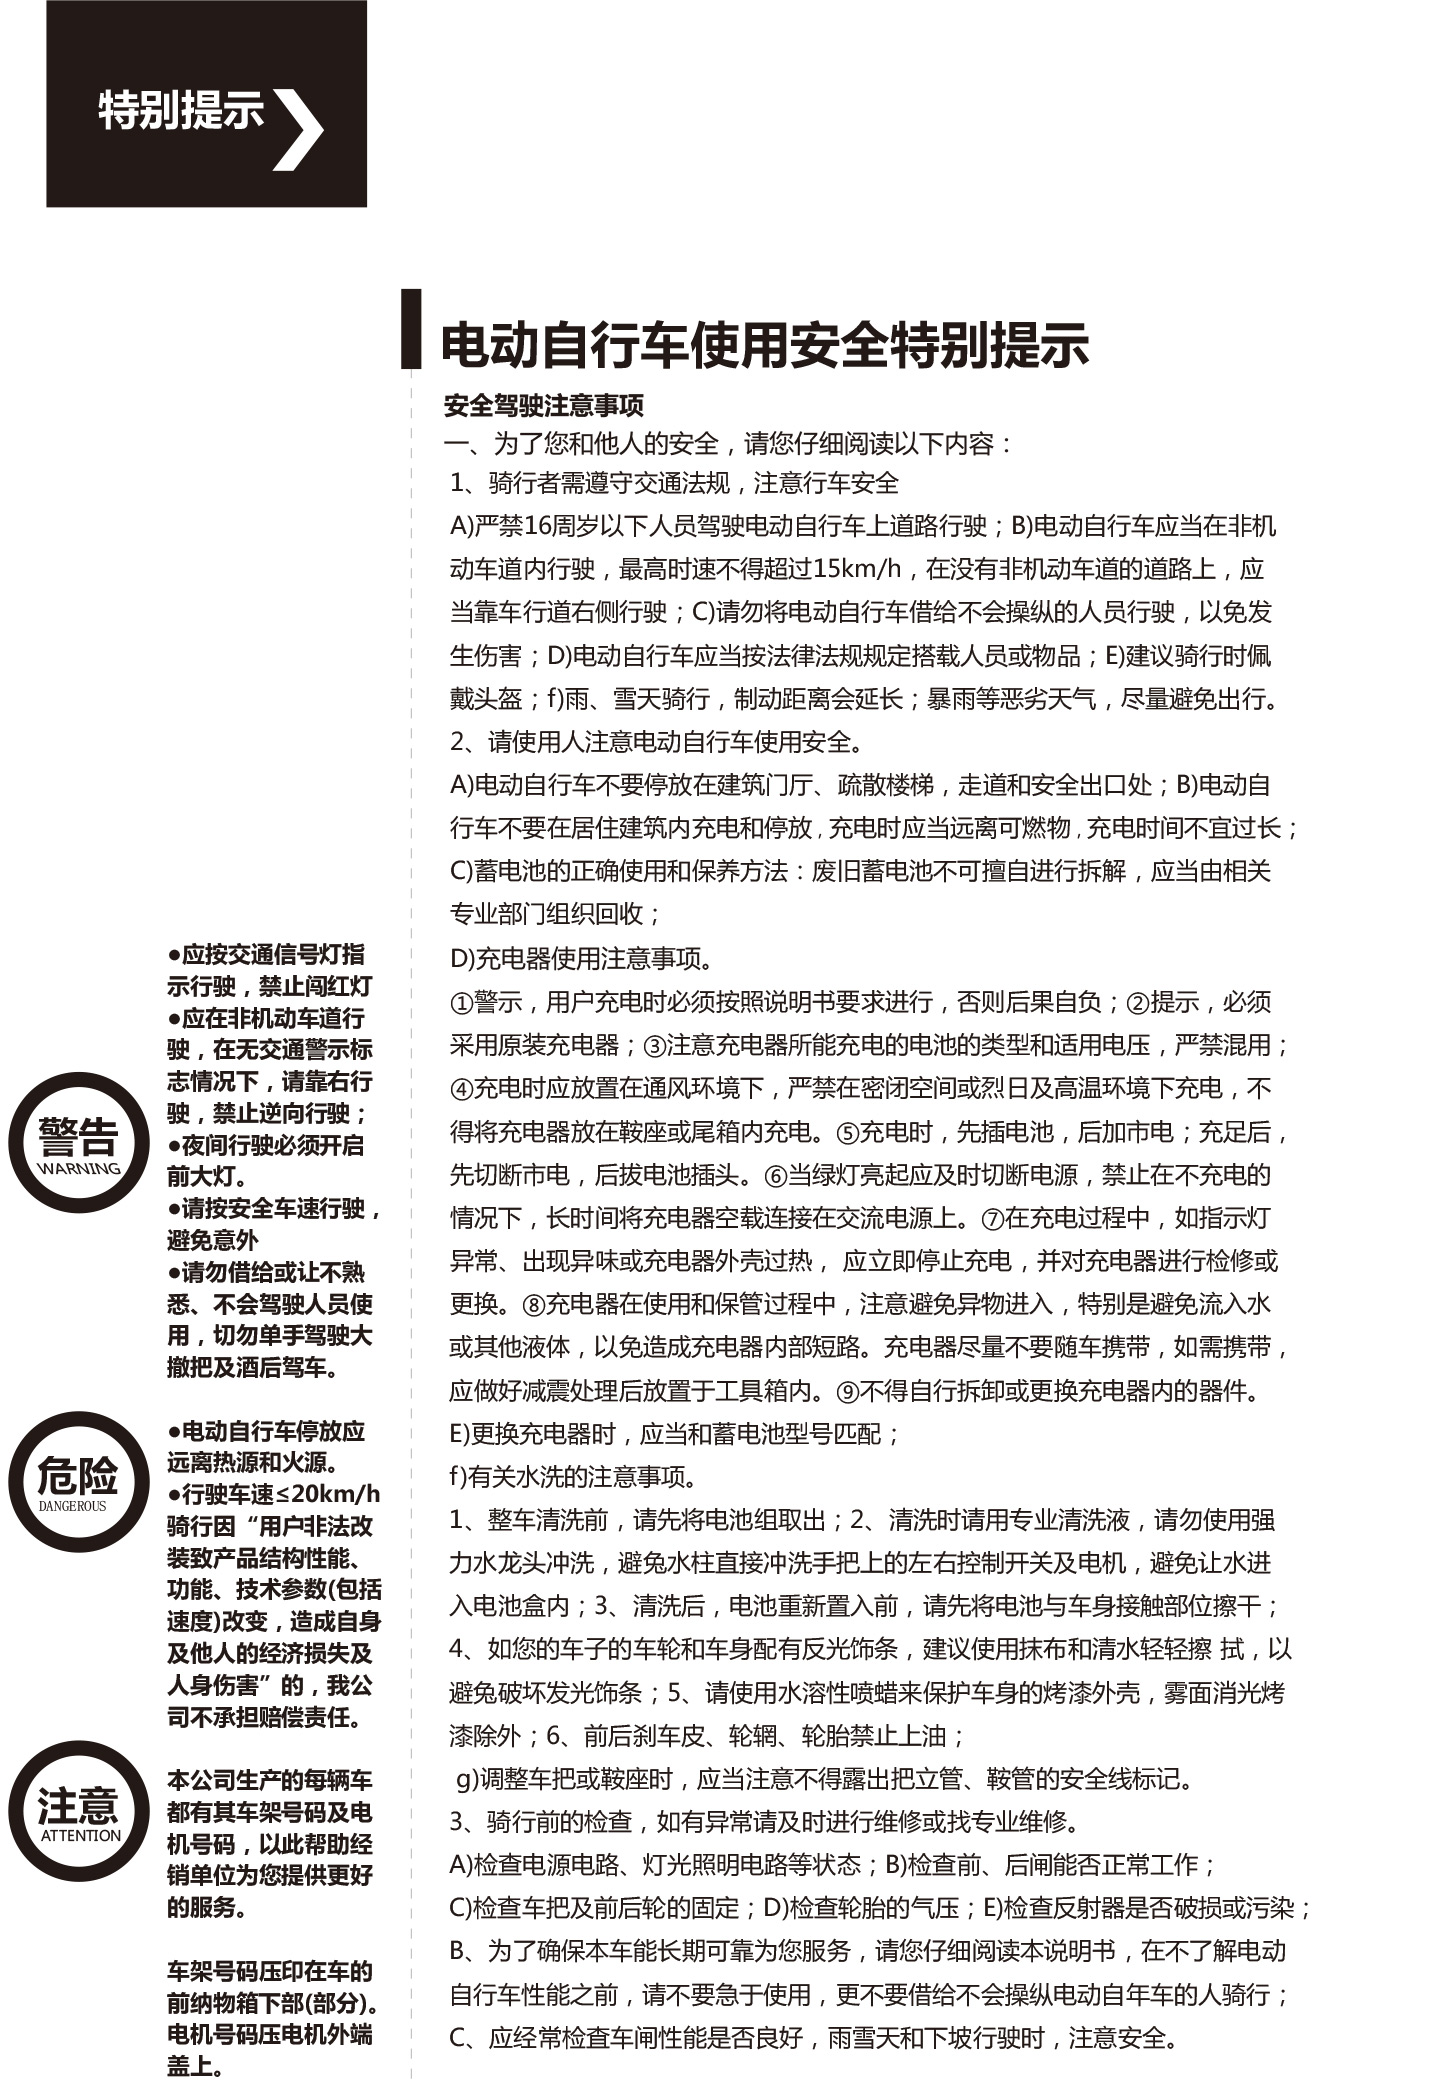 特别提示
电动自行车使用安全特别提示
安全驾驶注意事项
一、为了您和他人的安全，请您仔细阅读以下内容：
1、骑行者需遵守交通法规，注意行车安全
A)严禁16周岁以下人员驾驶电动自行车上道路行驶；B)电动自行车应当在非机
动车道内行驶，最高时速不得超过15km/h，在没有非机动车道的道路上，应
当靠车行道右侧行驶；C)请勿将电动自行车借给不会操纵的人员行驶，以免发
生伤害；D)电动自行车应当按法律法规规定搭载人员或物品；E)建议骑行时佩
戴头盔；f)雨、雪天骑行，制动距离会延长；暴雨等恶劣天气，尽量避免出行。
2、请使用人注意电动自行车使用安全。
A)电动自行车不要停放在建筑门厅、疏散楼梯，走道和安全出口处；B)电动自
行车不要在居住建筑内充电和停放，充电时应当远离可燃物，充电时间不宜过长；
C)蓄电池的正确使用和保养方法：废旧蓄电池不可擅自进行拆解，应当由相关
专业部门组织回收；
D)充电器使用注意事项。
①警示，用户充电时必须按照说明书要求进行，否则后果自负；②提示，必须
采用原装充电器；③注意充电器所能充电的电池的类型和适用电压，严禁混用；
④充电时应放置在通风环境下，严禁在密闭空间或烈日及高温环境下充电，不
得将充电器放在鞍座或尾箱内充电。⑤充电时，先插电池，后加市电；充足后，
先切断市电，后拔电池插头。⑥当绿灯亮起应及时切断电源，禁止在不充电的
情况下，长时间将充电器空载连接在交流电源上。⑦在充电过程中，如指示灯
异常、出现异味或充电器外壳过热， 应立即停止充电，并对充电器进行检修或
更换。⑧充电器在使用和保管过程中，注意避免异物进入，特别是避免流入水
或其他液体，以免造成充电器内部短路。充电器尽量不要随车携带，如需携带，
应做好减震处理后放置于工具箱内。⑨不得自行拆卸或更换充电器内的器件。
E)更换充电器时，应当和蓄电池型号匹配；
f)有关水洗的注意事项。
1、整车清洗前，请先将电池组取出；2、清洗时请用专业清洗液，请勿使用强
力水龙头冲洗，避兔水柱直接冲洗手把上的左右控制开关及电机，避免让水进
入电池盒内；3、清洗后，电池重新置入前，请先将电池与车身接触部位擦干；
4、如您的车子的车轮和车身配有反光饰条，建议使用抹布和清水轻轻擦 拭，以
避兔破坏发光饰条；5、请使用水溶性喷蜡来保护车身的烤漆外壳，雾面消光烤
漆除外；6、前后刹车皮、轮辋、轮胎禁止上油；
g)调整车把或鞍座时，应当注意不得露出把立管、鞍管的安全线标记。
3、骑行前的检查，如有异常请及时进行维修或找专业维修。
A)检查电源电路、灯光照明电路等状态；B)检查前、后闸能否正常工作；
C)检查车把及前后轮的固定；D)检查轮胎的气压；E)检查反射器是否破损或污染；
B、为了确保本车能长期可靠为您服务，请您仔细阅读本说明书，在不了解电动
自行车性能之前，请不要急于使用，更不要借给不会操纵电动自年车的人骑行；
C、应经常检查车闸性能是否良好，雨雪天和下坡行驶时，注意安全。
警告
WARNING
●应按交通信号灯指
示行驶，禁止闯红灯
●应在非机动车道行
驶，在无交通警示标
志情况下，请靠右行
驶，禁止逆向行驶；
●夜间行驶必须开启
前大灯。
●请按安全车速行驶，
避免意外
●请勿借给或让不熟
悉、不会驾驶人员使
用，切勿单手驾驶大
撤把及酒后驾车。
危险
DANGEROUS
●电动自行车停放应
远离热源和火源。
●行驶车速≤20km/h
骑行因“用户非法改
装致产品结构性能、
功能、技术参数(包括
速度)改变，造成自身
及他人的经济损失及
人身伤害”的，我公
司不承担赔偿责任。
注意
ATTENTION
本公司生产的每辆车
都有其车架号码及电
机号码，以此帮助经
销单位为您提供更好
的服务。
车架号码压印在车的
前纳物箱下部(部分)。
电机号码压电机外端
盖上。